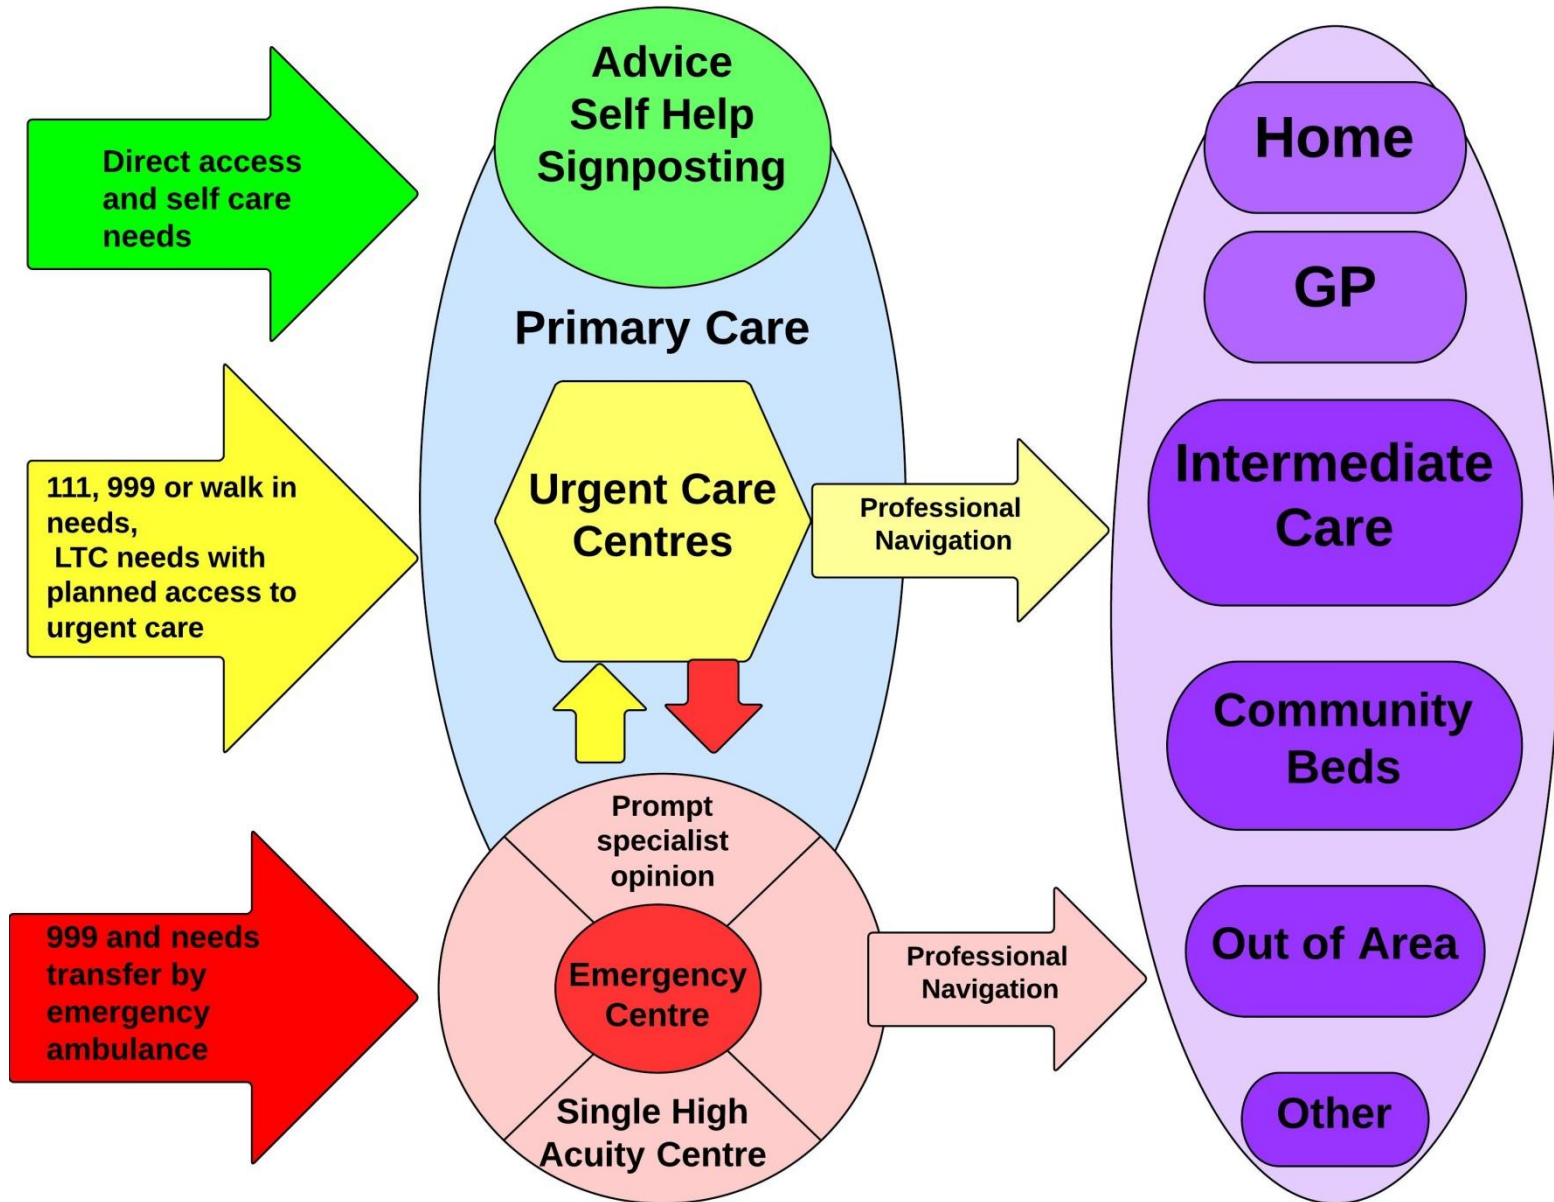 Direct access
and self care
needs
111, 999 or walk in
needs,
LTC needs with
planned access to
urgent care
999 and needs
transfer by
emergency
ambulance
Advice
Self Help
Signposting
Primary Care
Urgent Care
Centres
Prompt
specialist
opinion
Emergency
Centre
Single High
Acuity Centre
Professional
Navigation
Professional
Navigation
Home
GP
Intermediate
Care
Community
Beds
Out of Area
Other